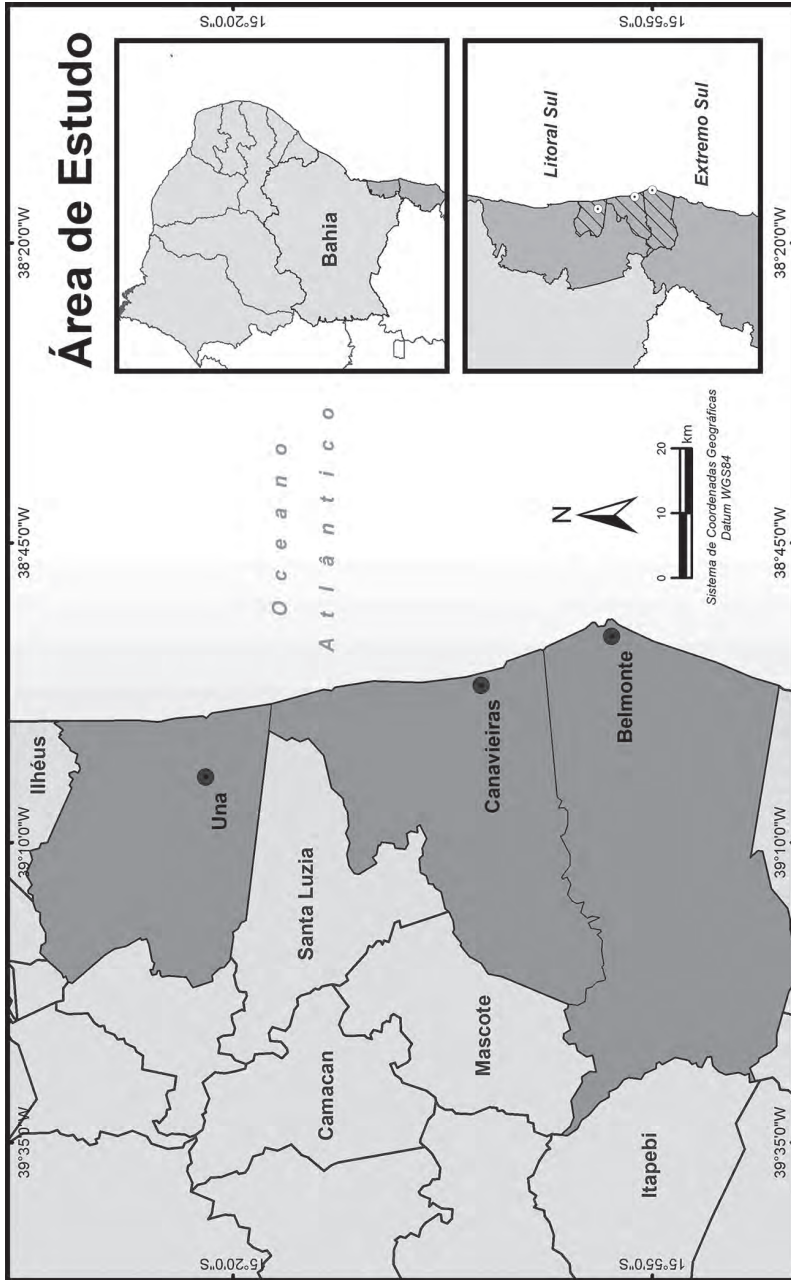 Área de Estudo
39°35'0"W
39°10'0"W
38°45'0"W
38°20'0"W
15°20'0"S
15°20'0"S
15°55'0"S
15°55'0"S
Ilhéus
Una
Santa Luzia
Camacan
Canavieiras
Mascote
Belmonte
Itapebi
Oceano
Atlântico
Bahia
Litoral Sul
Extremo Sul
N
0 10 20
km
Sistema de Coordenadas Geográficas
Datum WGS84
39°35'0"W
39°10'0"W
38°45'0"W
38°20'0"W